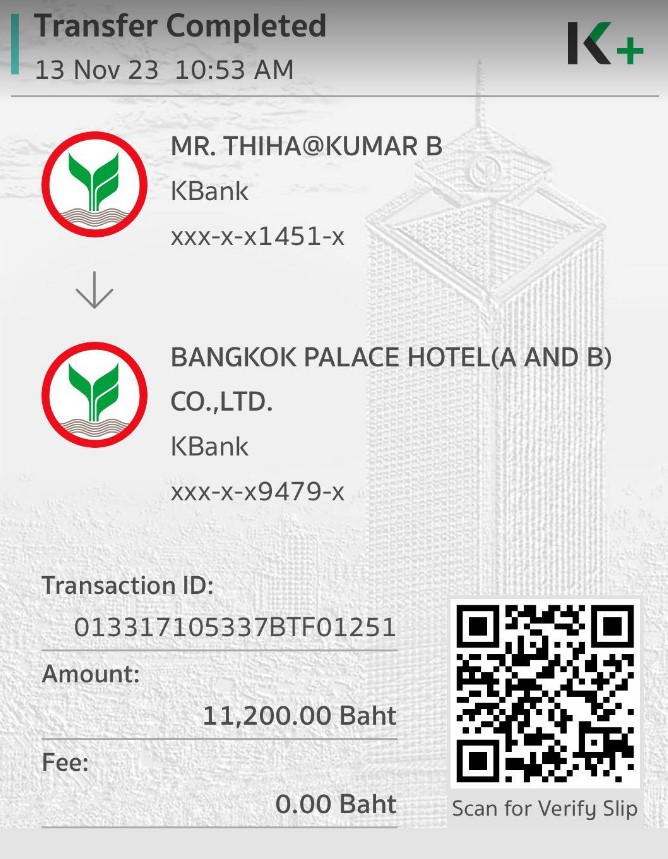 Transfer Completed
13 Nov 23 10:53 AM
K+
MR. THIHA@KUMAR B
KBank
xxx-x-x1451-x
BANGKOK PALACE HOTEL(A AND B)
CO.,LTD.
KBank
xxx-x-x9479-x
Transaction ID:
013317105337BTF01251
Amount:
11,200.00 Baht
Fee:
0.00 Baht
Scan for Verify Slip